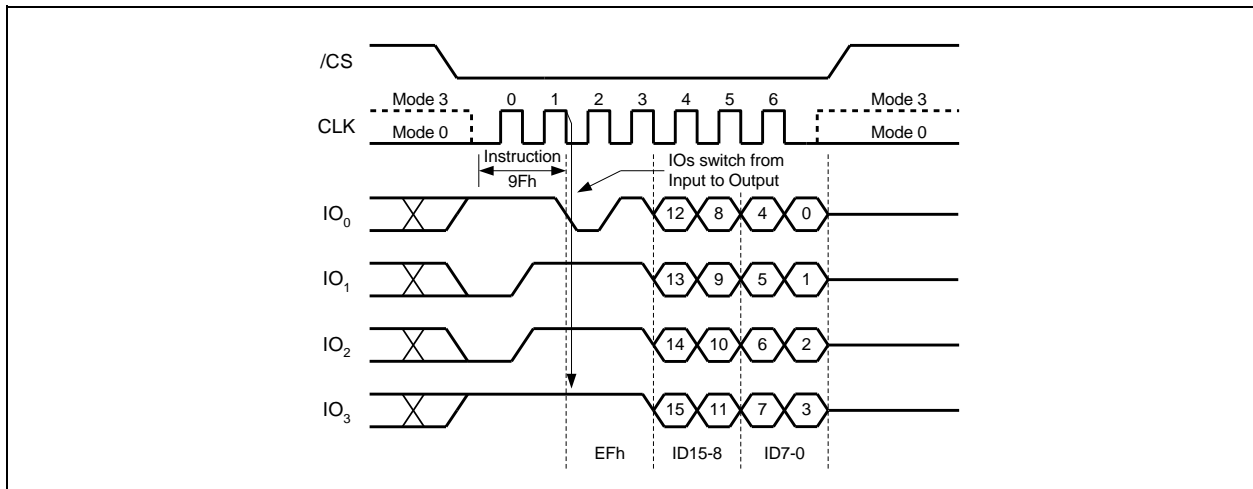 /CS
0 1 2 3 4 5 6
Mode 3 Mode 3
CLK
Mode 0 Mode 0
Instruction
9Fh
IOs switch from
Input to Output
IO0 12 8 4 0
IO1 13 9 5 1
IO2 14 10 6 2
IO3 15 11 7 3
EFh ID15-8 ID7-0